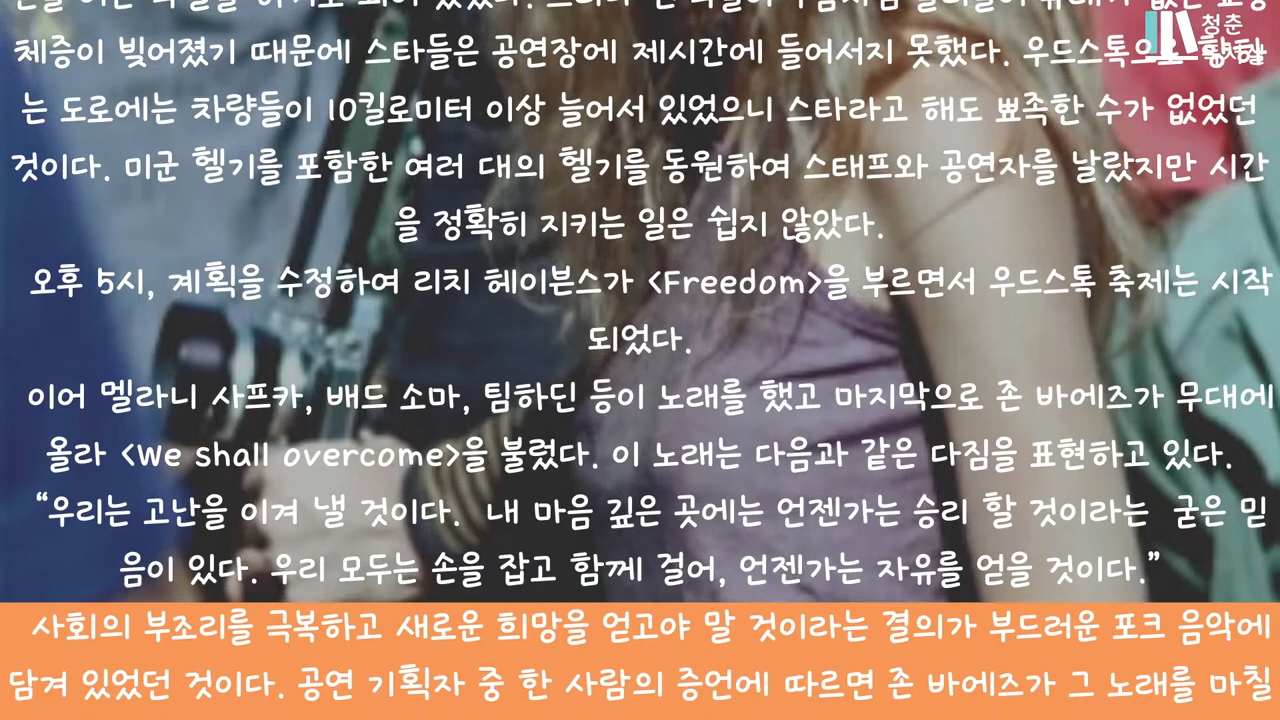 체증이 빚어졌기 때문에 스타들은 공연장에 제시간에 들어서지 못했다. 우드스톡으로
는 도로에는 차량들이 10킬로미터 이상 늘어서 있었으니 스타라고 해도 뾰족한 수가 없었던
것이다. 미군 헬기를 포함한 여러 대의 헬기를 동원하여 스태프와 공연자를 날랐지만 시간
을 정확히 지키는 일은 쉽지 않았다.
오후 5시, 계획을 수정하여 리치 헤이븐스가 <Freedom>을 부르면서 우드스톡 축제는 시작
되었다.
이어 멜라니 사프카, 배드 소마, 팀하딘 등이 노래를 했고 마지막으로 존 바에즈가 무대에
올라 <We shall overcome>을 불렀다. 이 노래는 다음과 같은 다짐을 표현하고 있다.
“우리는 고난을 이겨 낼 것이다. 내 마음 깊은 곳에는 언젠가는 승리 할 것이라는 굳은 믿
음이 있다. 우리 모두는 손을 잡고 함께 걸어, 언젠가는 자유를 얻을 것이다.”
사회의 부조리를 극복하고 새로운 희망을 얻고야 말 것이라는 결의가 부드러운 포크 음악에
담겨 있었던 것이다. 공연 기획자 중 한 사람의 증언에 따르면 존 바에즈가 그 노래를 마칠
청춘